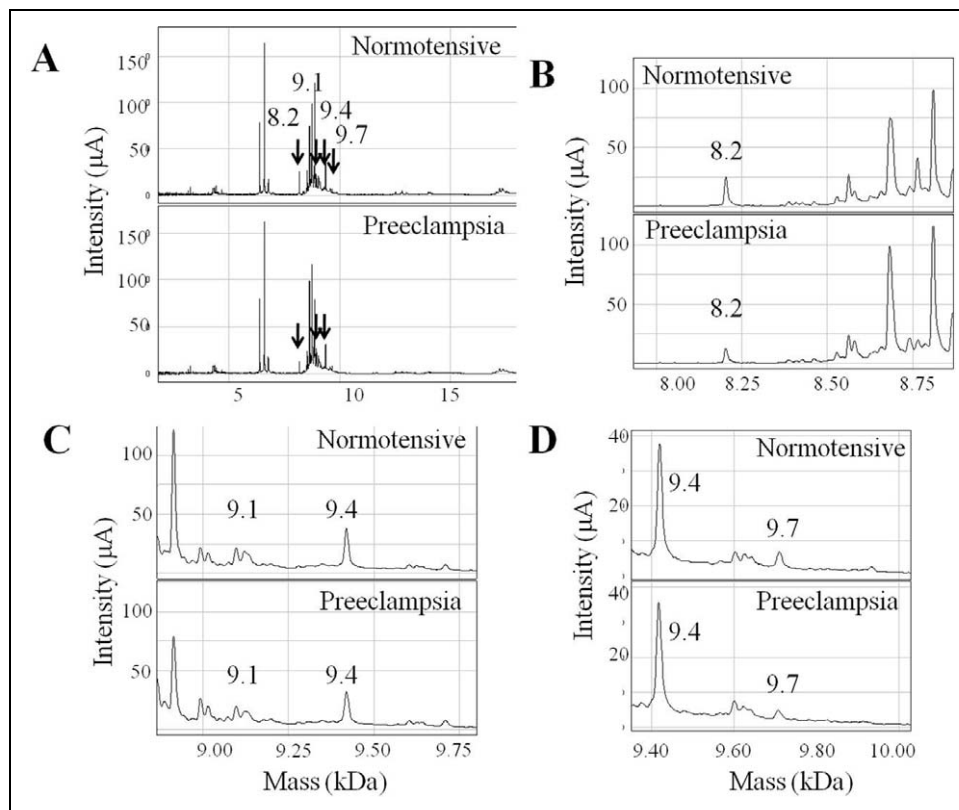 A
Normotensive
9.1
8.2
9.4
9.7
150
100
50
0
Preeclampsia
150
100
50
0
5 10 15
Intensity (µA)
B
Normotensive
100
50
8.2
Preeclampsia
100
50
8.2
8.00 8.25 8.50 8.75
Intensity (µA)
C
Normotensive
100
50
9.1 9.4
Preeclampsia
100
50
9.1 9.4
9.00 9.25 9.50 9.75
Intensity (µA)
Mass (kDa)
D
Normotensive
40
20
9.4
9.7
Preeclampsia
40
20
0
9.4
9.7
9.40 9.60 9.80 10.00
Intensity (µA)
Mass (kDa)